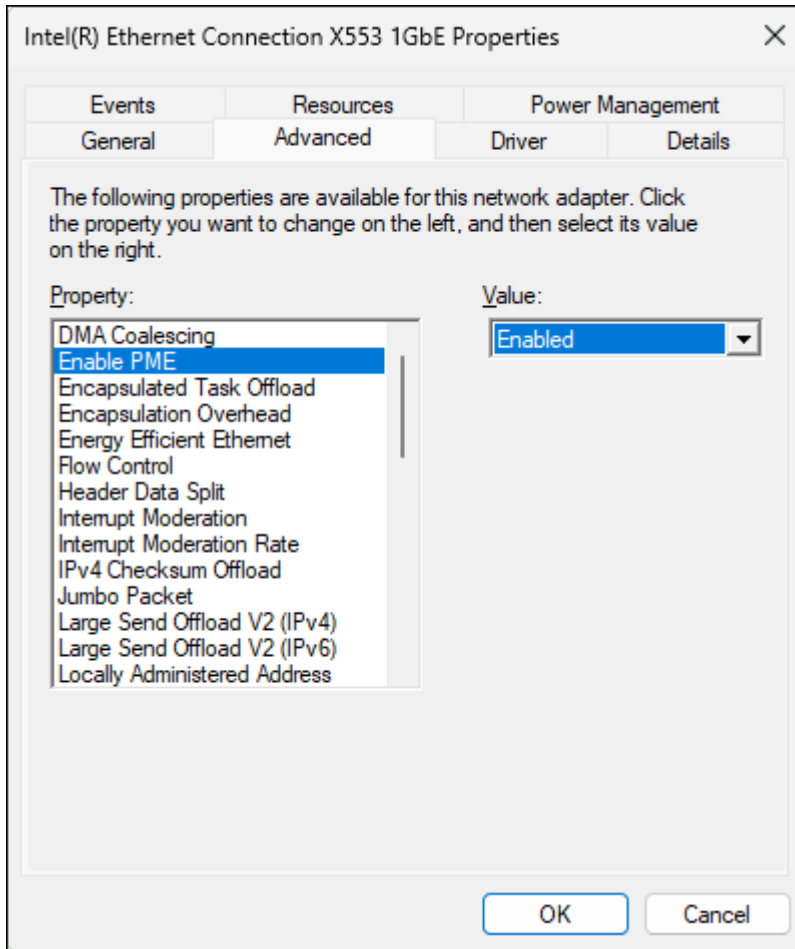 Intel(R) Ethernet Connection X553 1GbE Properties
Events Resources Power Management
General Advanced Driver Details
The following properties are available for this network adapter. Click
the property you want to change on the left, and then select its value
on the right.
Property:
Value:
DMA Coalescing
Enabled
Enable PME
Encapsulated Task Offload
Encapsulation Overhead
Energy Efficient Ethernet
Flow Control
Header Data Split
Interrupt Moderation
Interrupt Moderation Rate
IPv4 Checksum Offload
Jumbo Packet
Large Send Offload V2 (IPv4)
Large Send Offload V2 (IPv6)
Locally Administered Address
OK Cancel